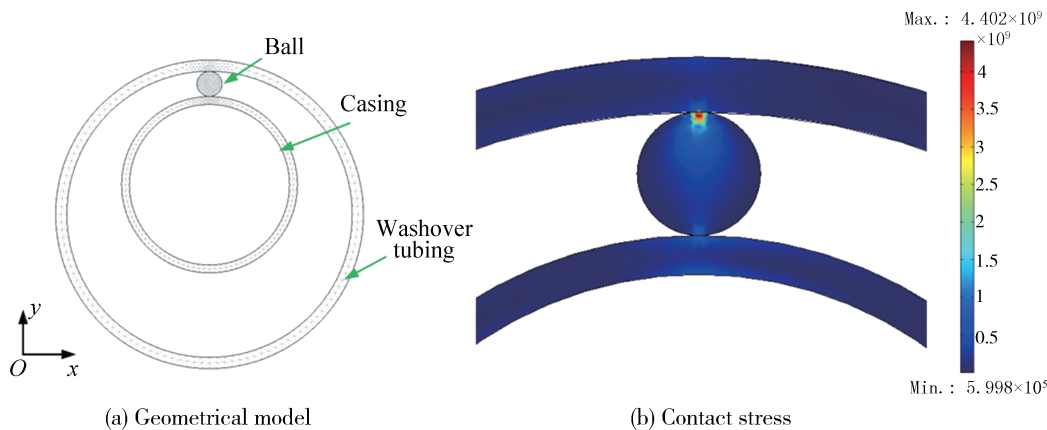 Ball
Casing
Washover
tubing
y
O
x
(a) Geometrical model
Max.: 4.402×10⁹
×10⁹
4
3.5
3
2.5
2
1.5
1
0.5
Min.: 5.998×10⁵
(b) Contact stress